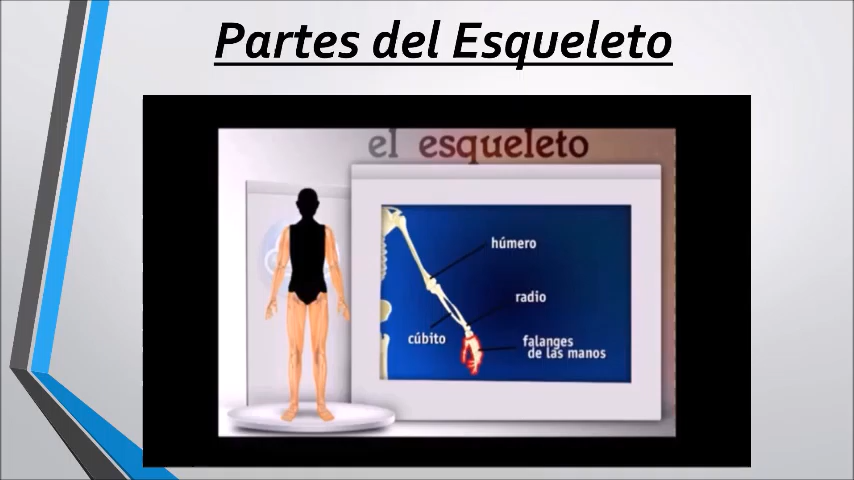 Partes del Esqueleto
el esqueleto
húmero
radio
cúbito
falanges
de las manos